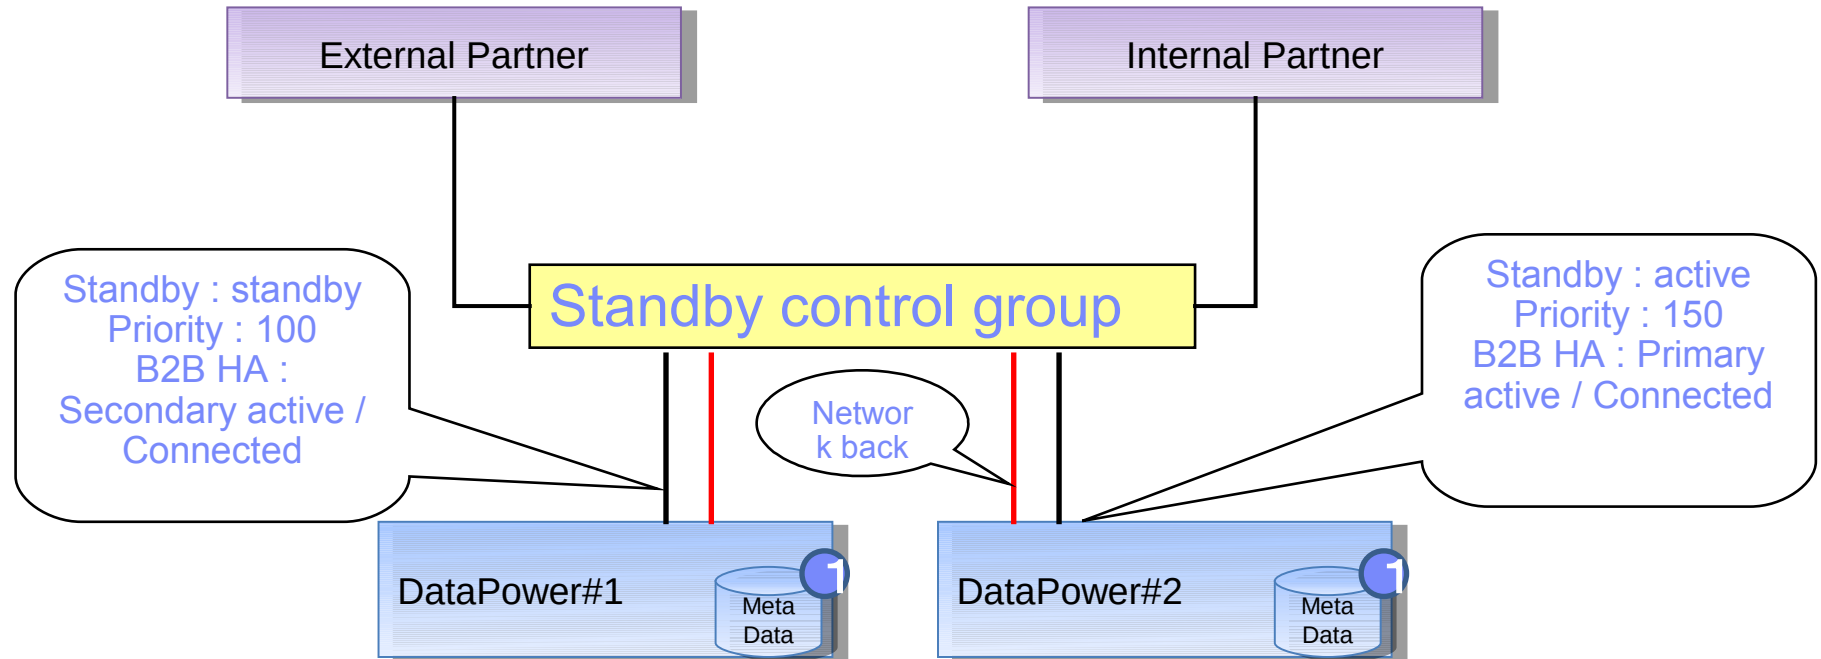 External Partner
Internal Partner
Standby : standby
Priority : 100
B2B HA :
Secondary active /
Connected
Standby control group
Standby : active
Priority : 150
B2B HA : Primary
active / Connected
Networ
k back
DataPower#1
Meta
Data
1
DataPower#2
Meta
Data
1